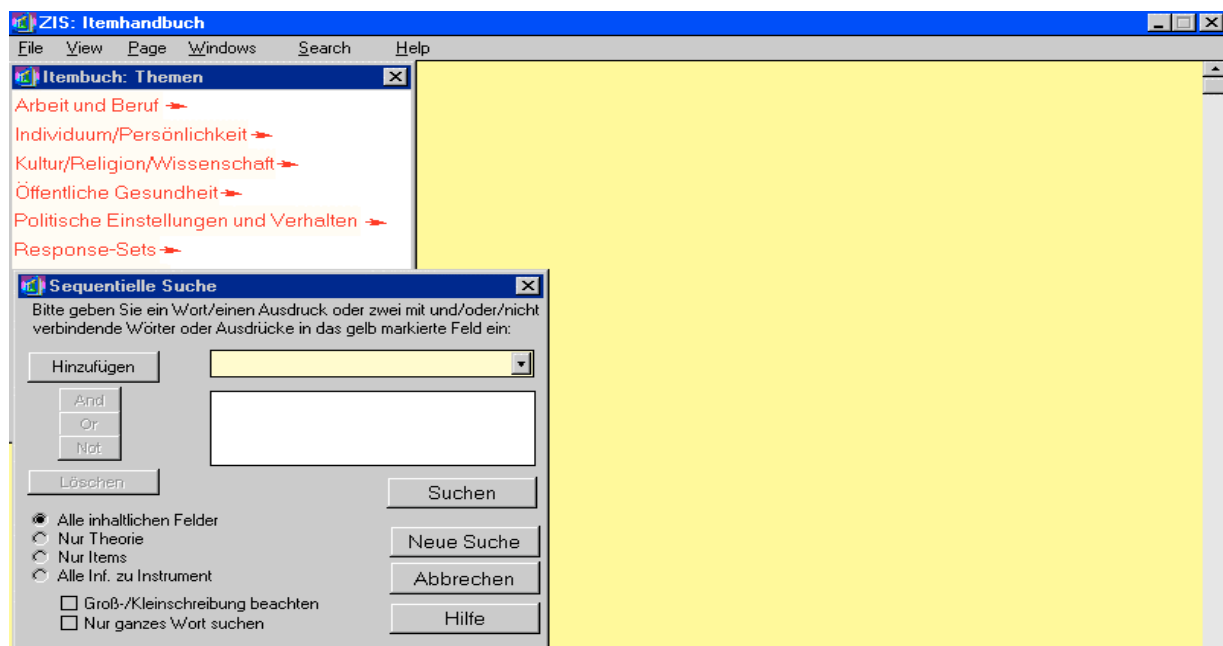 ZIS: Itemhandbuch
File View Page Windows Search Help
Itembuch: Themen
Arbeit und Beruf
Individuum/Persönlichkeit
Kultur/Religion/Wissenschaft
Öffentliche Gesundheit
Politische Einstellungen und Verhalten
Response-Sets
Sequentielle Suche
Bitte geben Sie ein Wort/einen Ausdruck oder zwei mit und/oder/nicht
verbindende Wörter oder Ausdrücke in das gelb markierte Feld ein:
Hinzufügen
And
Or
Not
Löschen
Suchen
Alle inhaltlichen Felder
Nur Theorie
Nur Items
Alle Inf. zu Instrument
Groß-/Kleinschreibung beachten
Nur ganzes Wort suchen
Neue Suche
Abbrechen
Hilfe